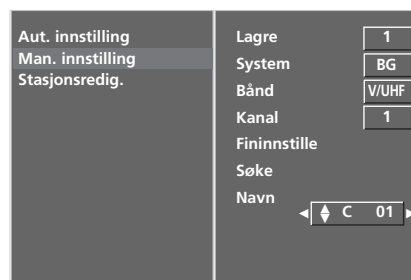 Aut. innstilling
Man. innstilling
Stasjonsredig.
Lagre 1
System BG
Bånd V/UHF
Kanal 1
Fininnstille
Søke
Navn
C 01